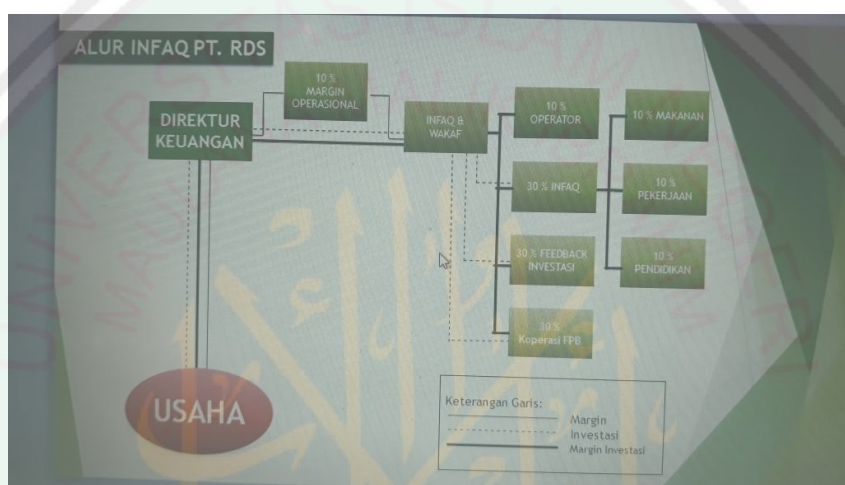 ALUR INFAQ PT. RDS
10 %
MARGIN
OPERASIONAL
DIREKTUR
KEUANGAN
INFAQ &
WAKAF
10 %
OPERATOR
10 % MAKANAN
30 % INFAQ
10 %
PEKERJAAN
30 % FEEDBACK
INVESTASI
10 %
PENDIDIKAN
30 %
Koperasi FPB
USAHA
Keterangan Garis:
Margin
Investasi
Margin Investasi